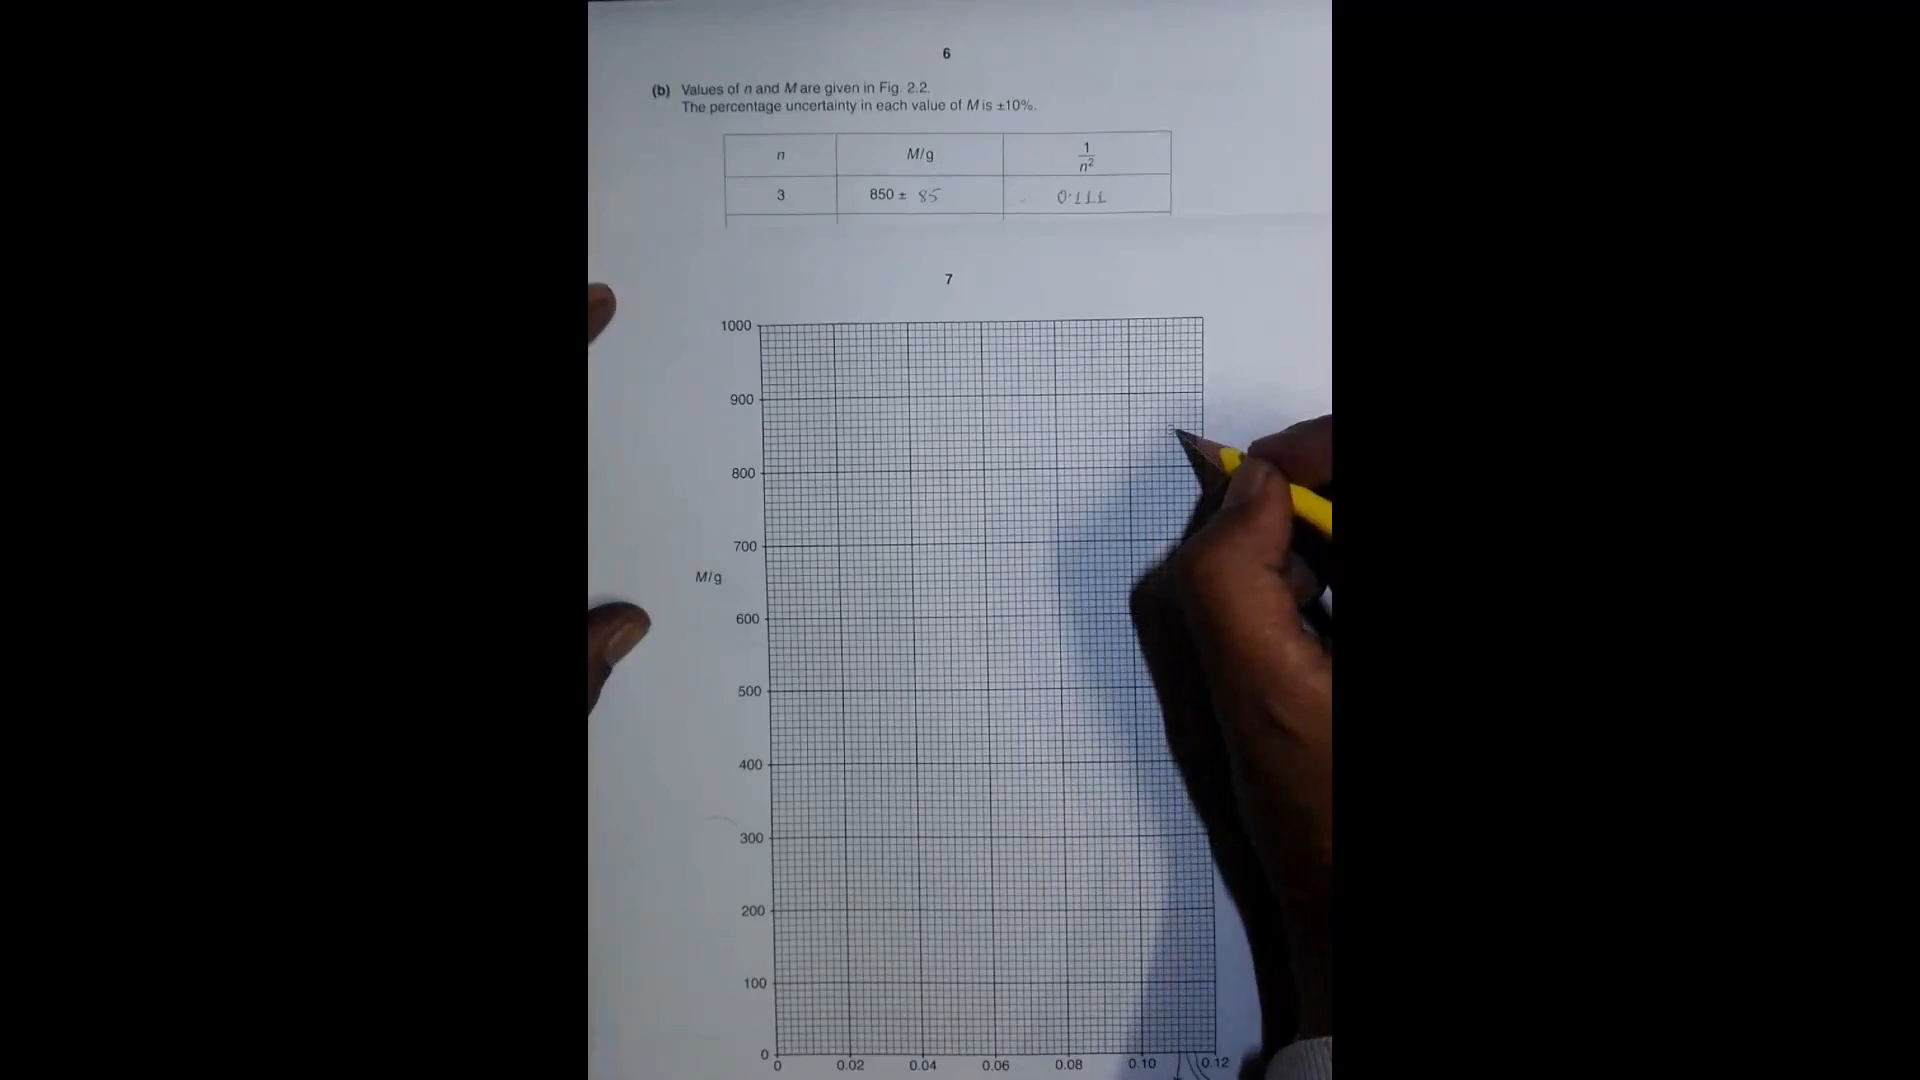 6
(b) Values of n and M are given in Fig. 2.2.
The percentage uncertainty in each value of M is ±10%.
n M/g 1/n²
3 850 ± 85 0.111
7
1000
900
800
700
M/g
600
500
400
300
200
100
0
0 0.02 0.04 0.06 0.08 0.10 0.12